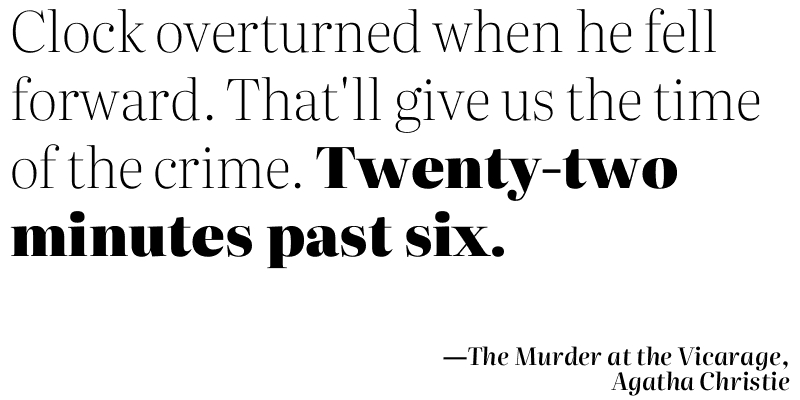 Clock overturned when he fell
forward. That'll give us the time
of the crime. Twenty-two
minutes past six.
—The Murder at the Vicarage,
Agatha Christie